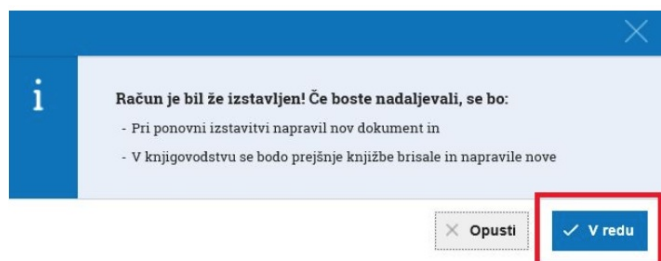 i
Račun je bil že izstavljen! Če boste nadaljevali, se bo:
- Pri ponovni izstavitvi napravil nov dokument in
- V knjigovodstvu se bodo prejšnje knjižbe brisale in napravile nove
Opusti
V redu